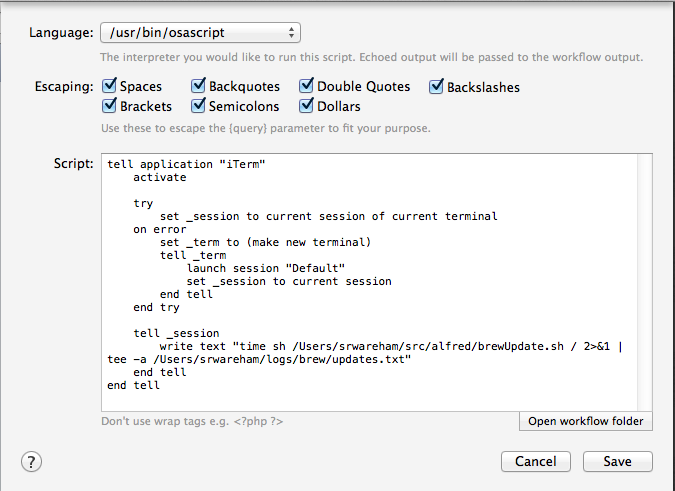 Language: /usr/bin/osascript
The interpreter you would like to run this script. Echoed output will be passed to the workflow output.
Escaping: Spaces Backquotes Double Quotes Backslashes
Brackets Semicolons Dollars
Use these to escape the {query} parameter to fit your purpose.
Script: tell application "iTerm"
activate
try
set _session to current session of current terminal
on error
set _term to (make new terminal)
tell _term
launch session "Default"
set _session to current session
end tell
end try
tell _session
write text "time sh /Users/srwareham/src/alfred/brewUpdate.sh / 2>&1 |
tee -a /Users/srwareham/logs/brew/updates.txt"
end tell
end tell
Don't use wrap tags e.g. <?php ?> Open workflow folder
? Cancel Save